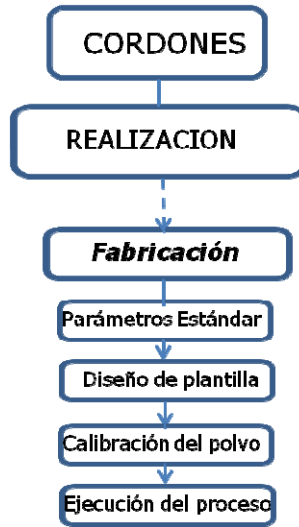 CORDONES
REALIZACION
Fabricación
Parámetros Estándar
Diseño de plantilla
Calibración del polvo
Ejecución del proceso